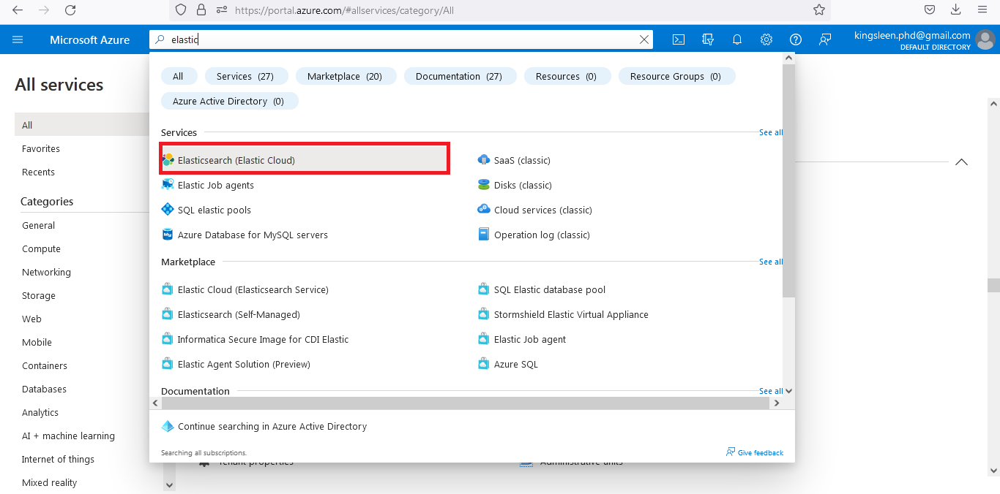 https://portal.azure.com/#allservices/category/All
Microsoft Azure
elastic
kingsleen.phd@gmail.com
DEFAULT DIRECTORY
All services
All
Favorites
Recents
Categories
General
Compute
Networking
Storage
Web
Mobile
Containers
Databases
Analytics
AI + machine learning
Internet of things
Mixed reality
All Services (27) Marketplace (20) Documentation (27) Resources (0) Resource Groups (0)
Azure Active Directory (0)
Services See all
Elasticsearch (Elastic Cloud) SaaS (classic)
Elastic Job agents Disks (classic)
SQL elastic pools Cloud services (classic)
My Azure Database for MySQL servers Operation log (classic)
Marketplace See all
Elastic Cloud (Elasticsearch Service) SQL Elastic database pool
Elasticsearch (Self-Managed) Stormshield Elastic Virtual Appliance
Informatica Secure Image for CDI Elastic Elastic Job agent
Elastic Agent Solution (Preview) Azure SQL
Documentation See all
Continue searching in Azure Active Directory
Searching all subscriptions. Give feedback
Tenant properties Administrative units